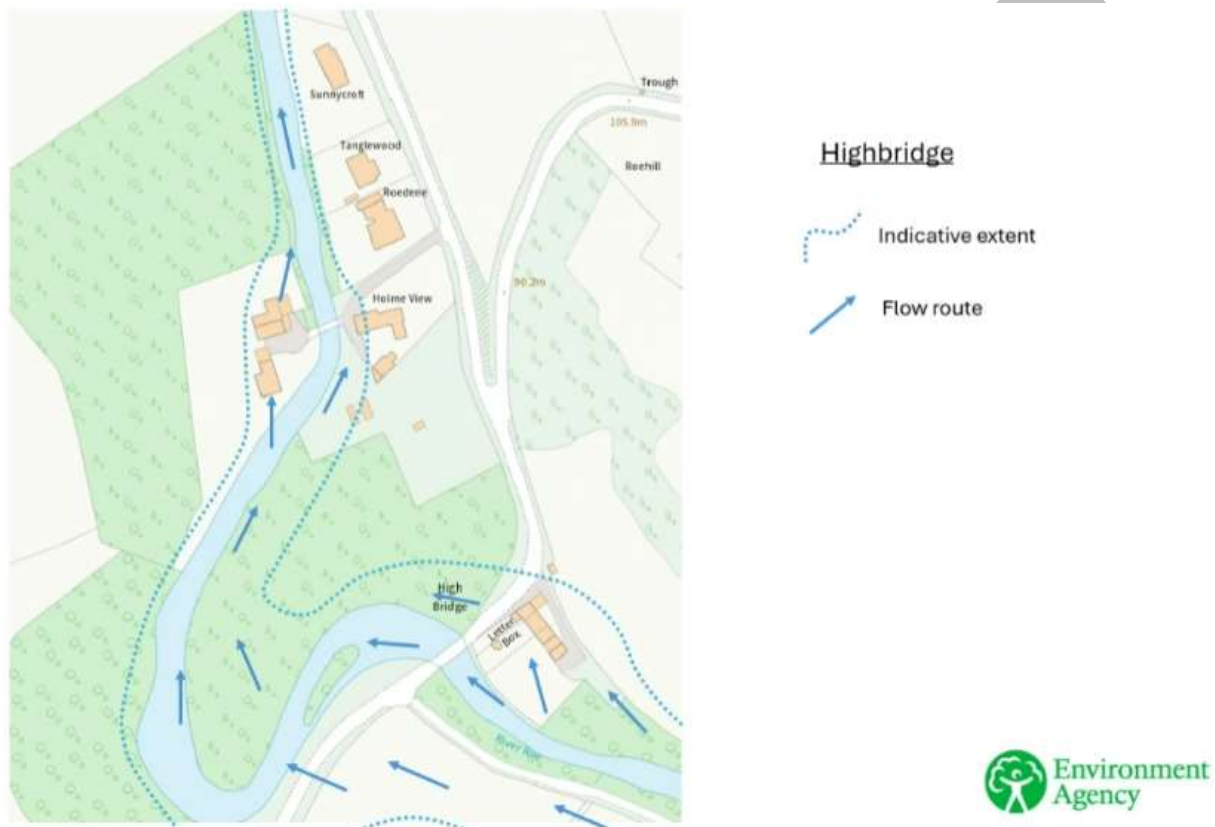 Sunnycroft
Tanglewood
Roedene
Holme View
Trough
105.9m
Roehill
90.2m
High
Bridge
Letter
Box
River
Highbridge
Indicative extent
Flow route
Environment
Agency